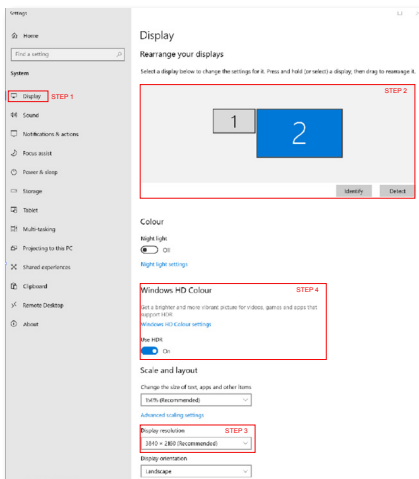 Settings
Home
Find a setting
System
Display STEP 1
Sound
Notifications & actions
Focus assist
Power & sleep
Storage
Tablet
Multi-tasking
Projecting to this PC
Shared experiences
Clipboard
Remote Desktop
About
Display
Rearrange your displays
Select a display below to change the settings for it. Press and hold (or select) a display, then drag to rearrange it.
STEP 2
1
2
Identify
Detect
Colour
Night light
Off
Night light settings
Windows HD Colour STEP 4
Get a brighter and more vibrant picture for videos, games and apps that
support HDR.
Windows HD Colour settings
Use HDR
On
Scale and layout
Change the size of text, apps and other items
(Recommended)
Advanced scaling settings
Display resolution STEP 3
3840 × 2160 (Recommended)
Display orientation
Landscape